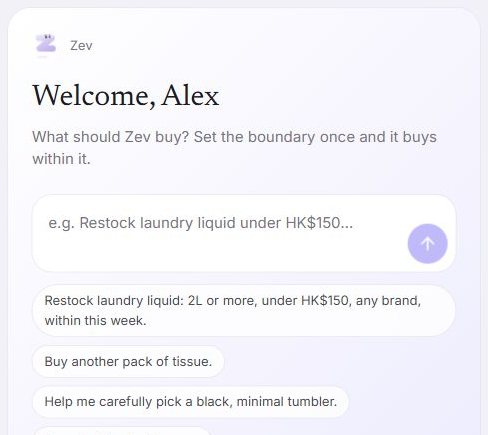 Zev
Welcome, Alex
What should Zev buy? Set the boundary once and it buys
within it.
e.g. Restock laundry liquid under HK$150...
Restock laundry liquid: 2L or more, under HK$150, any brand,
within this week.
Buy another pack of tissue.
Help me carefully pick a black, minimal tumbler.